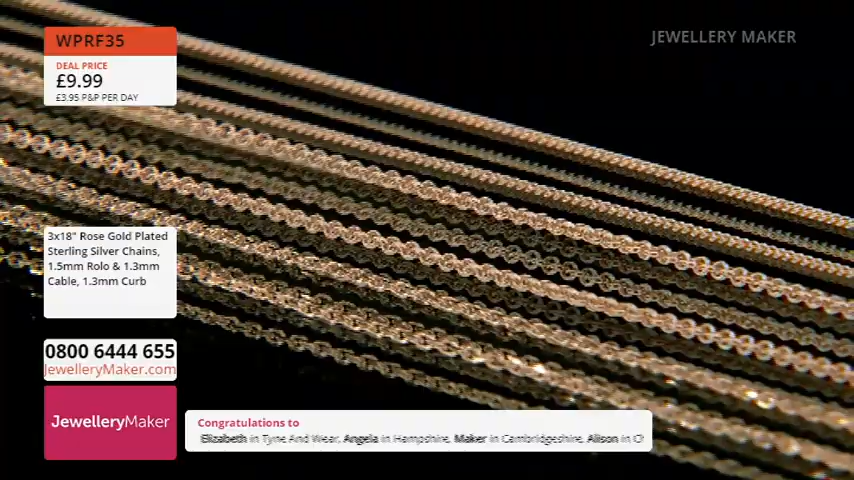 WPRF35
JEWELLERY MAKER
DEAL PRICE
£9.99
£3.95 P&P PER DAY
3x18" Rose Gold Plated
Sterling Silver Chains,
1.5mm Rolo & 1.3mm
Cable, 1.3mm Curb
0800 6444 655
JewelleryMaker.com
JewelleryMaker
Congratulations to
Elizabeth in Tyne And Wear, Angela in Hampshire, Maker in Cambridgeshire, Alison in